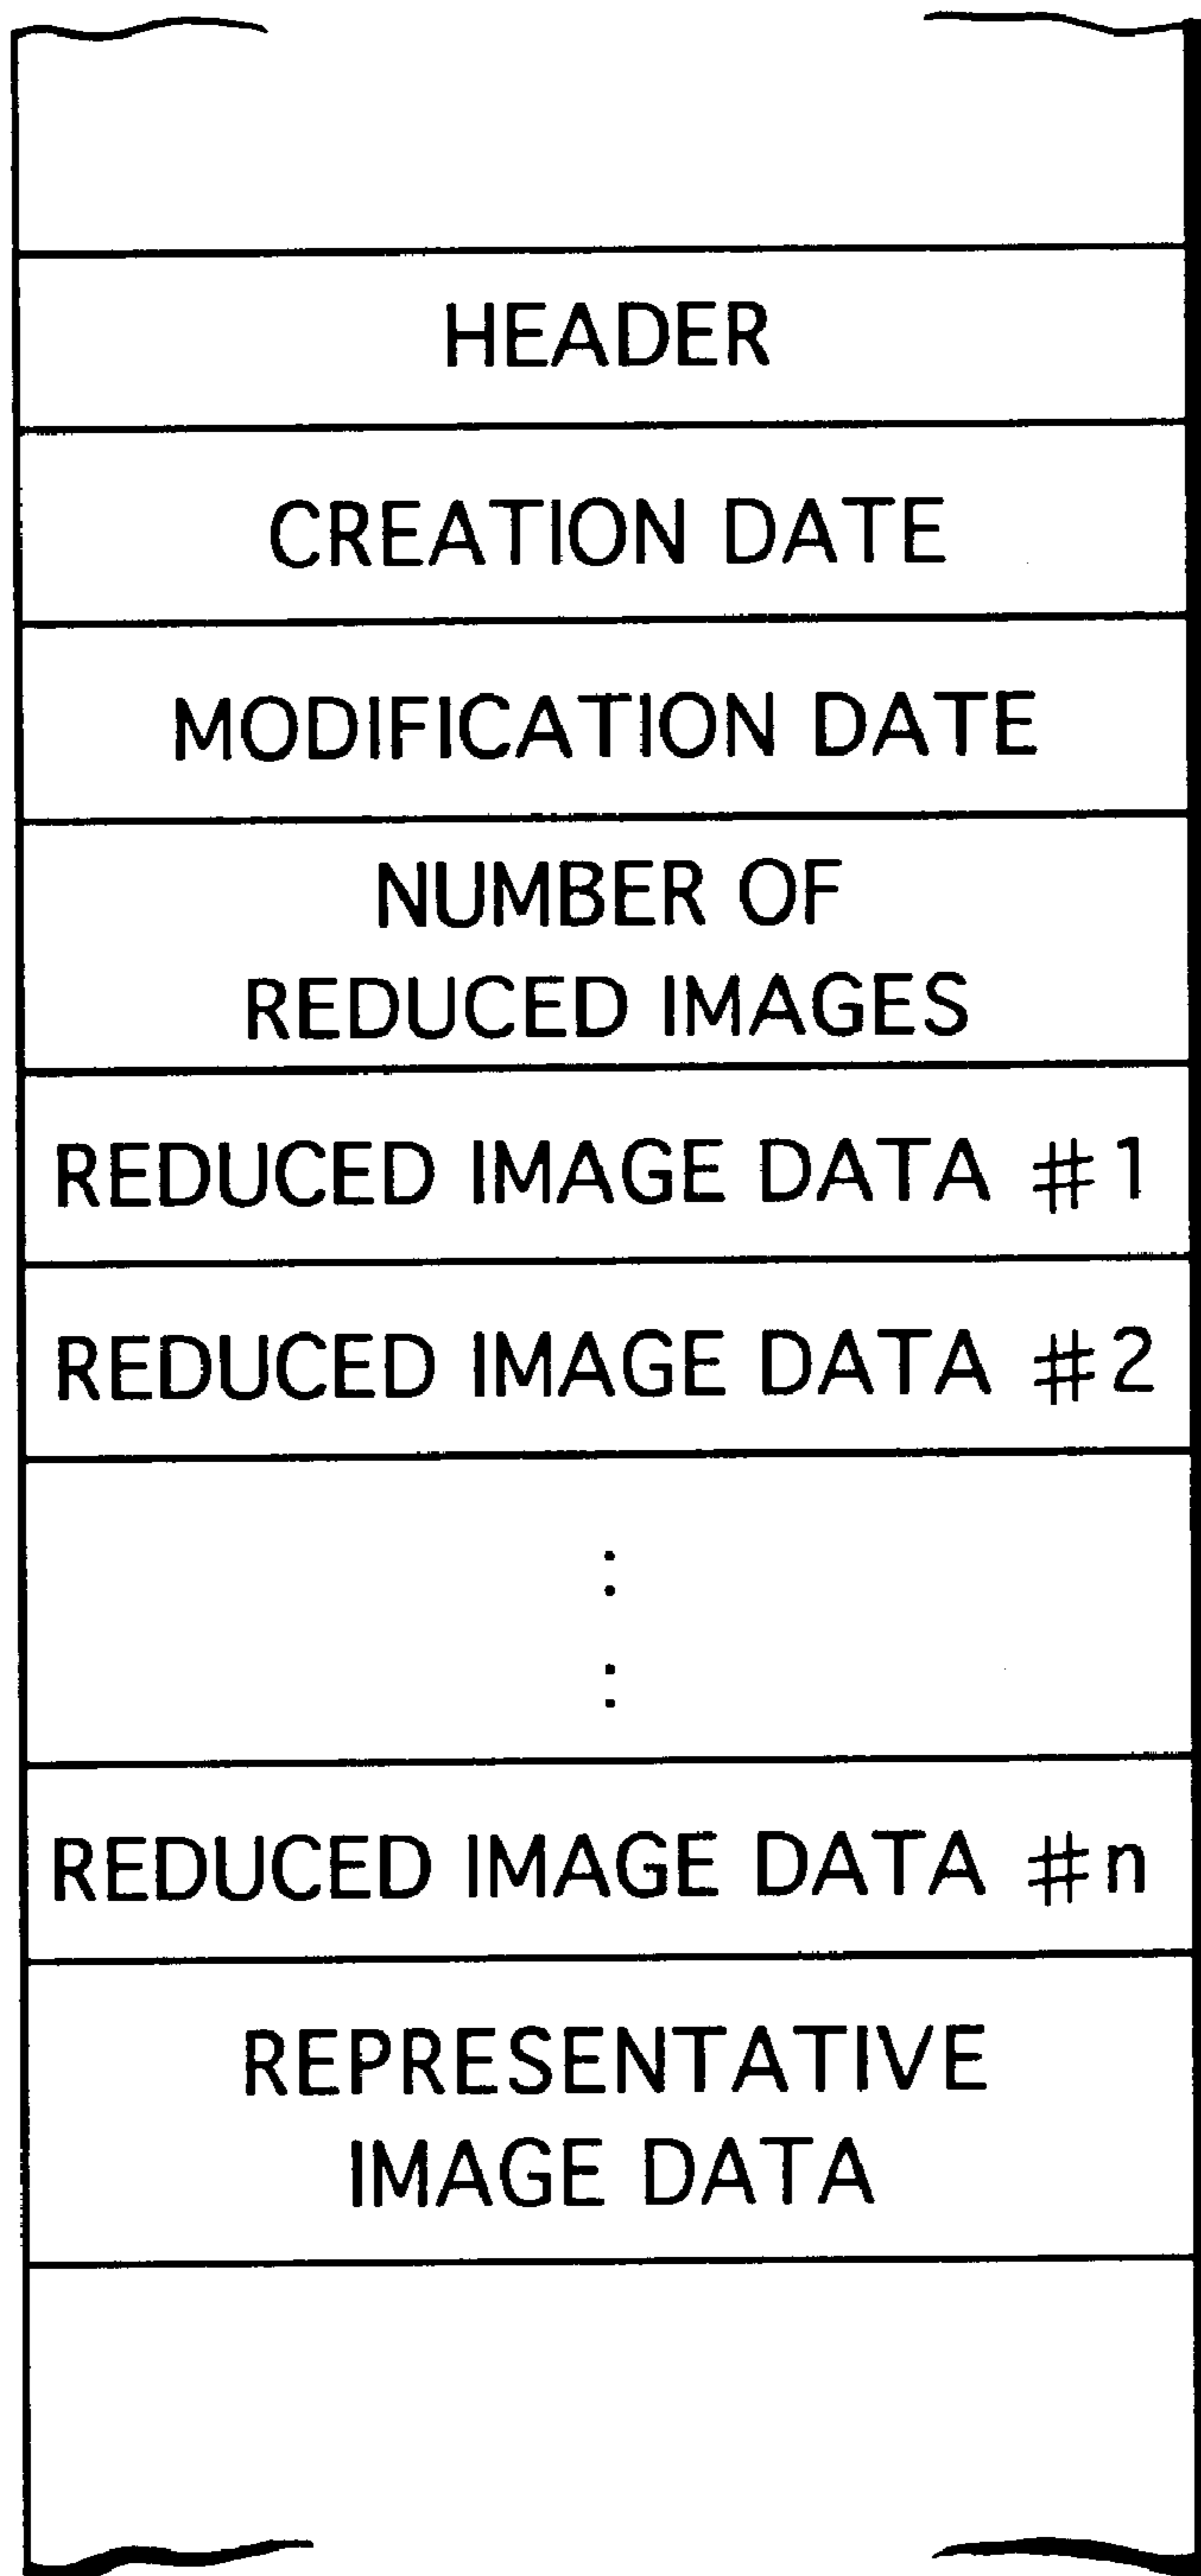 HEADER
CREATION DATE
MODIFICATION DATE
NUMBER OF
REDUCED IMAGES
REDUCED IMAGE DATA #1
REDUCED IMAGE DATA #2
REDUCED IMAGE DATA #n
REPRESENTATIVE
IMAGE DATA